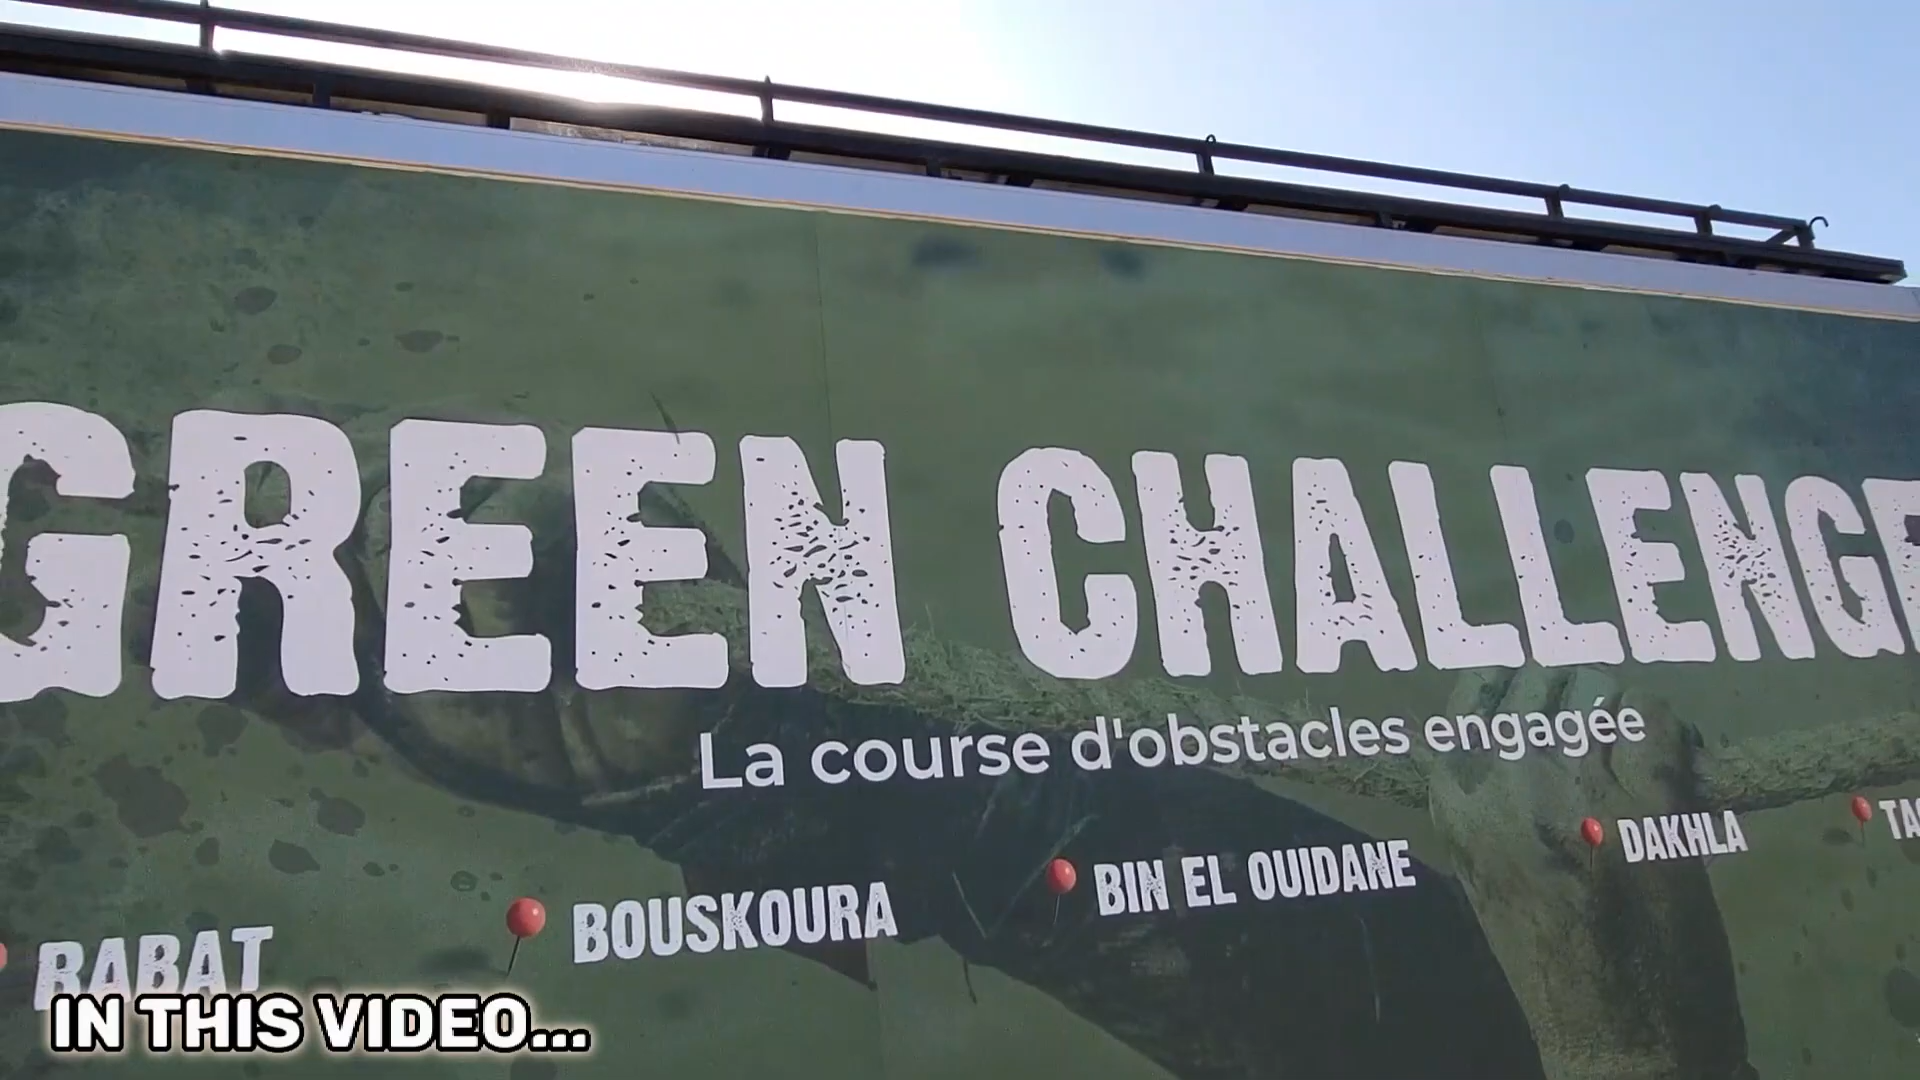 GREEN CHALLENGE
La course d'obstacles engagée
RABAT BOUSKOURA BIN EL OUIDANE DAKHLA
IN THIS VIDEO...